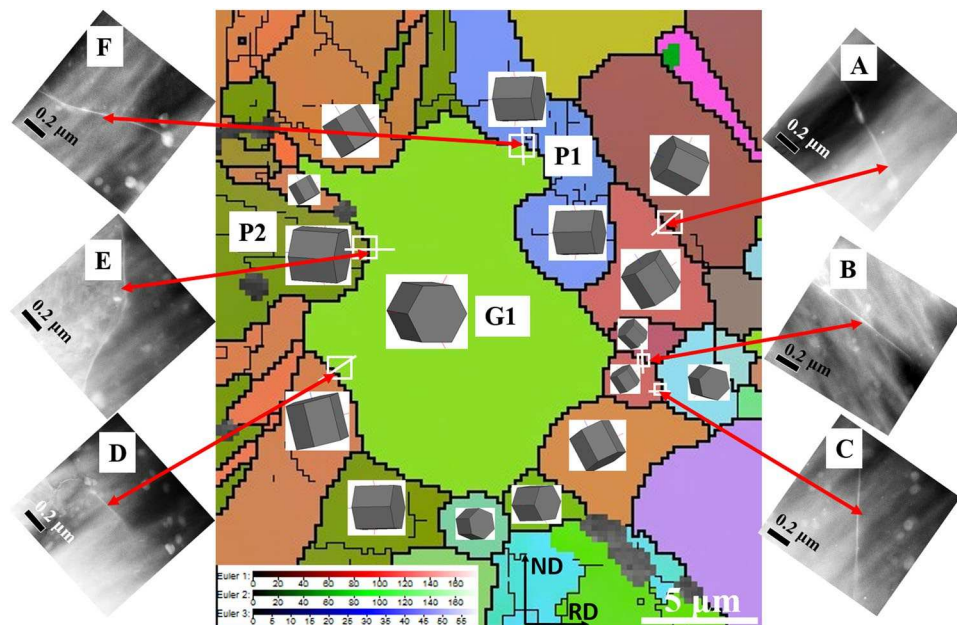 F
0.2 µm
A
0.2 µm
P1
P2
E
0.2 µm
G1
B
0.2 µm
D
0.2 µm
C
0.2 µm
ND
RD
5 µm
Euler 1:
0 20 40 60 80 100 120 140 160
Euler 2:
0 20 40 60 80 100 120 140 160
Euler 3:
0 5 10 15 20 25 30 35 40 45 50 55